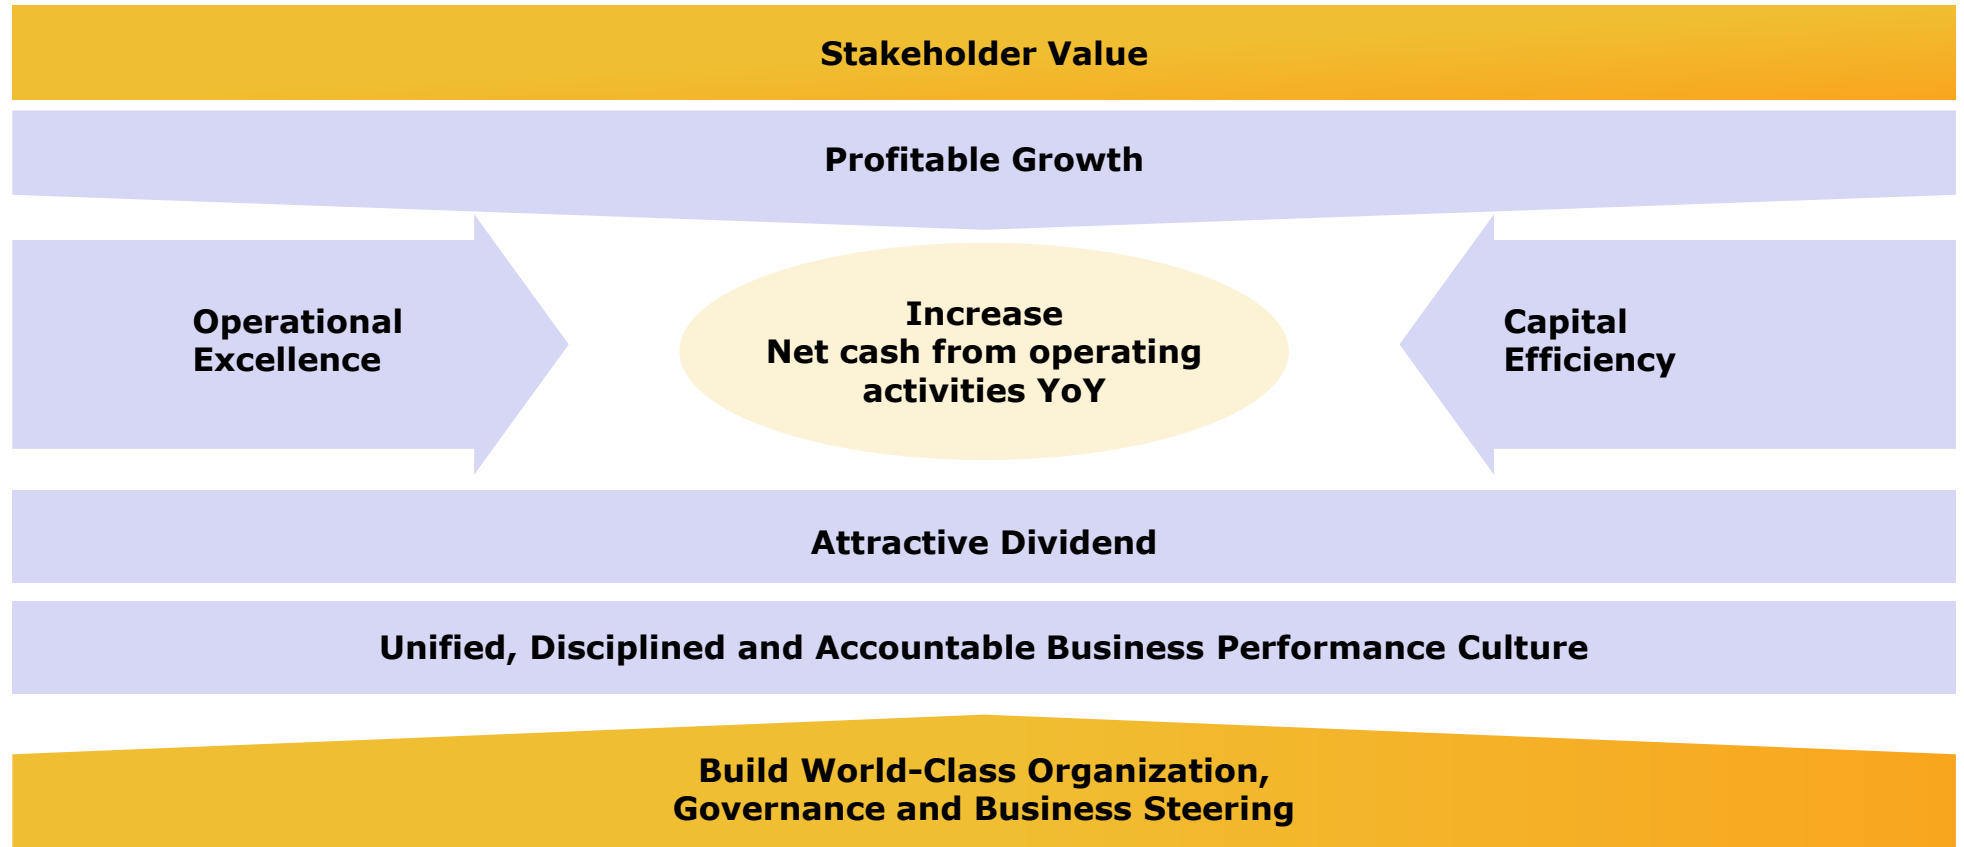 Stakeholder Value
Profitable Growth
Operational
Excellence
Increase
Net cash from operating
activities YoY
Capital
Efficiency
Attractive Dividend
Unified, Disciplined and Accountable Business Performance Culture
Build World-Class Organization,
Governance and Business Steering